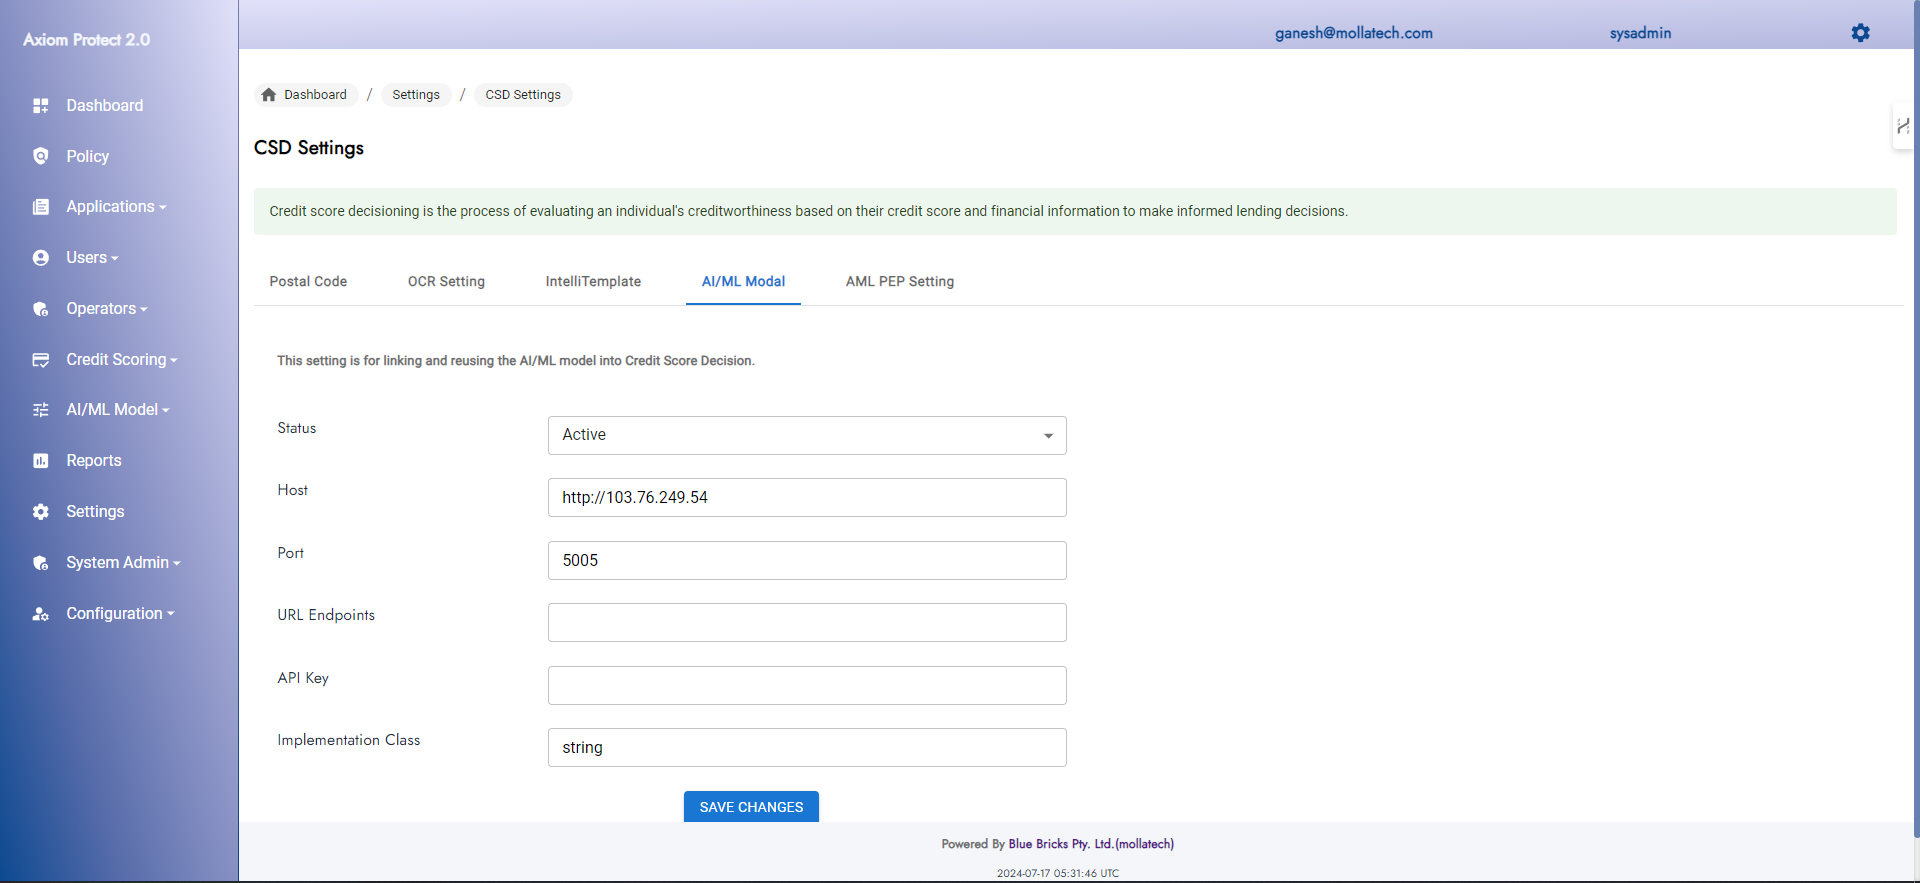 Axiom Protect 2.0
ganesh@mollatech.com
sysadmin
Dashboard
Policy
Applications
Users
Operators
Credit Scoring
AI/ML Model
Reports
Settings
System Admin
Configuration
Dashboard / Settings / CSD Settings
CSD Settings
Credit score decisioning is the process of evaluating an individual's creditworthiness based on their credit score and financial information to make informed lending decisions.
Postal Code OCR Setting IntelliTemplate AI/ML Modal AML PEP Setting
This setting is for linking and reusing the AI/ML model into Credit Score Decision.
Status Active
Host http://103.76.249.54
Port 5005
URL Endpoints
API Key
Implementation Class string
SAVE CHANGES
Powered By Blue Bricks Pty. Ltd.(mollatech)
2024-07-17 05:31:46 UTC